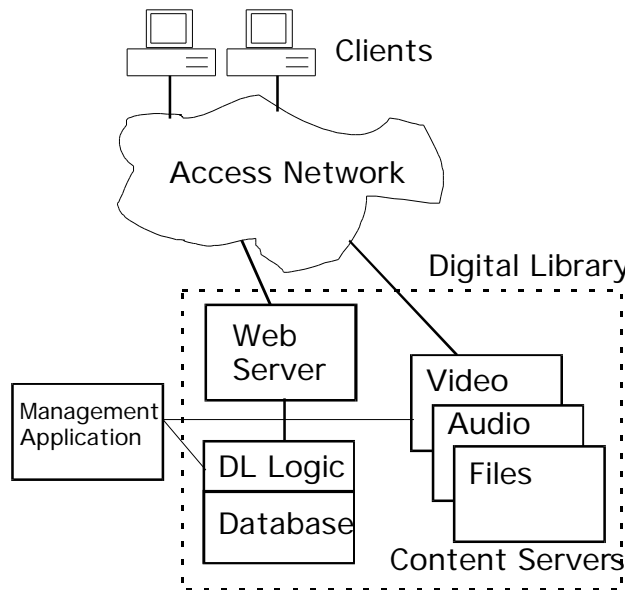 Clients
Access Network
Digital Library
Web
Server
Video
Management
Application
Audio
DL Logic
Files
Database
Content Servers